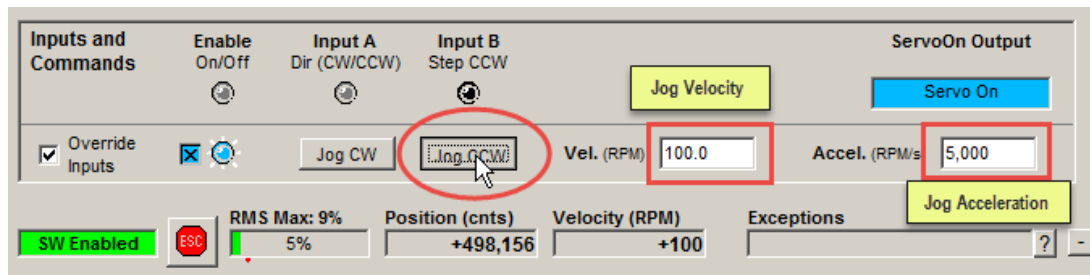 Inputs and Commands
Enable On/Off
Input A Dir (CW/CCW)
Input B Step CCW
ServoOn Output
Jog Velocity
Servo On
Override Inputs
Jog CW
Jog CCW
Vel. (RPM)
100.0
Accel. (RPM/s
5,000
Jog Acceleration
RMS Max: 9%
Position (cnts)
Velocity (RPM)
Exceptions
SW Enabled
ESC
5%
+498,156
+100
?
-